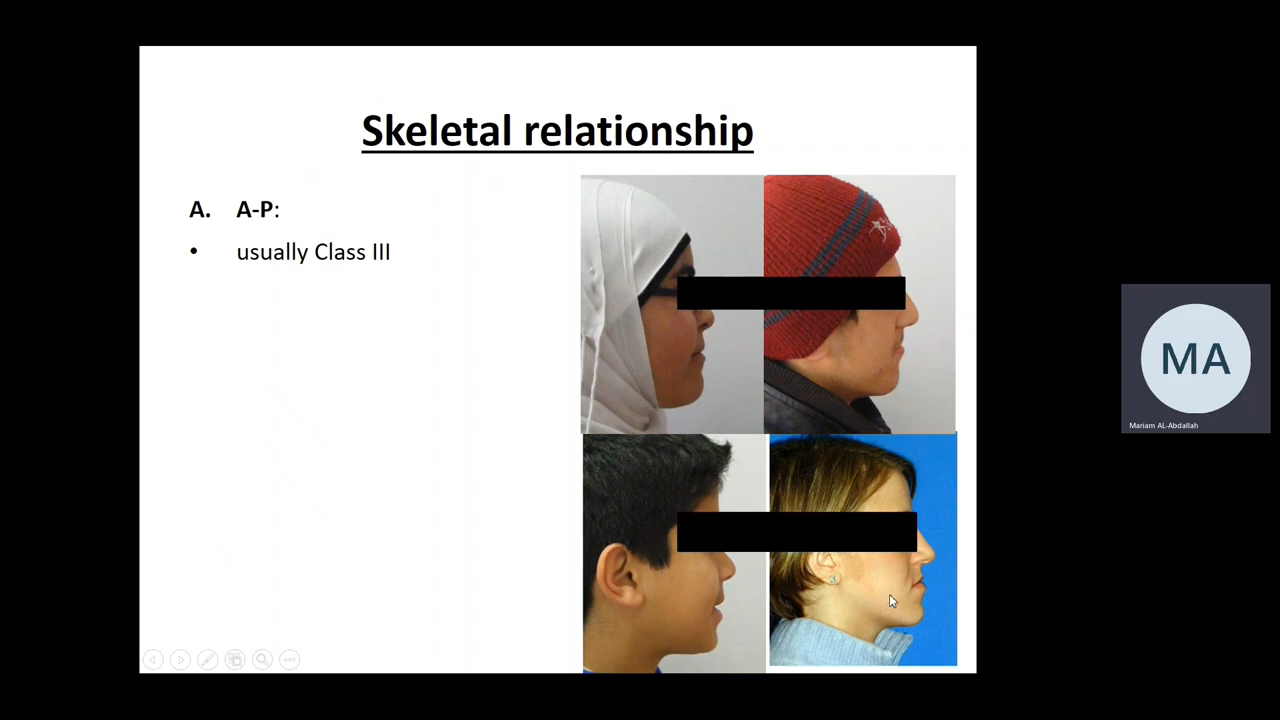 Skeletal relationship
A. A-P:
• usually Class III
MA
Mariam AL-Abdallah